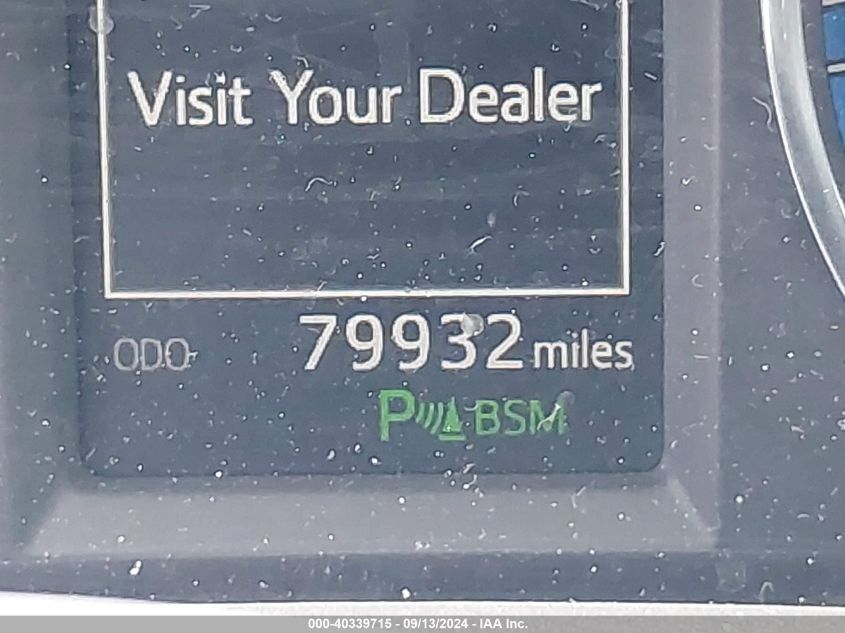 Visit Your Dealer
ODO 79932 miles
P BSM
000-40339715 - 09/13/2024 - IAA Inc.